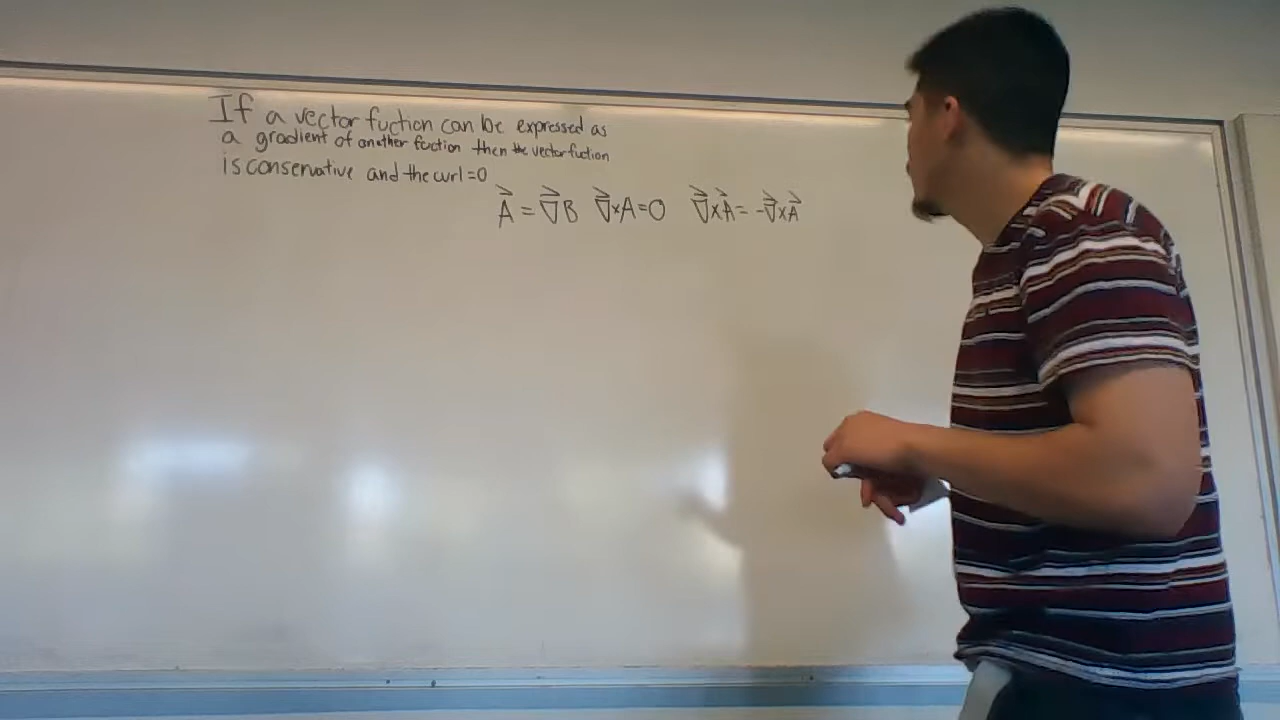 If a vector fuction can be expressed as
a gradient of another fuction then the vector fuction
is conservative and the curl = 0
A⃗ = ∇⃗B ∇⃗×A=0 ∇⃗×A⃗= -∇⃗×A⃗